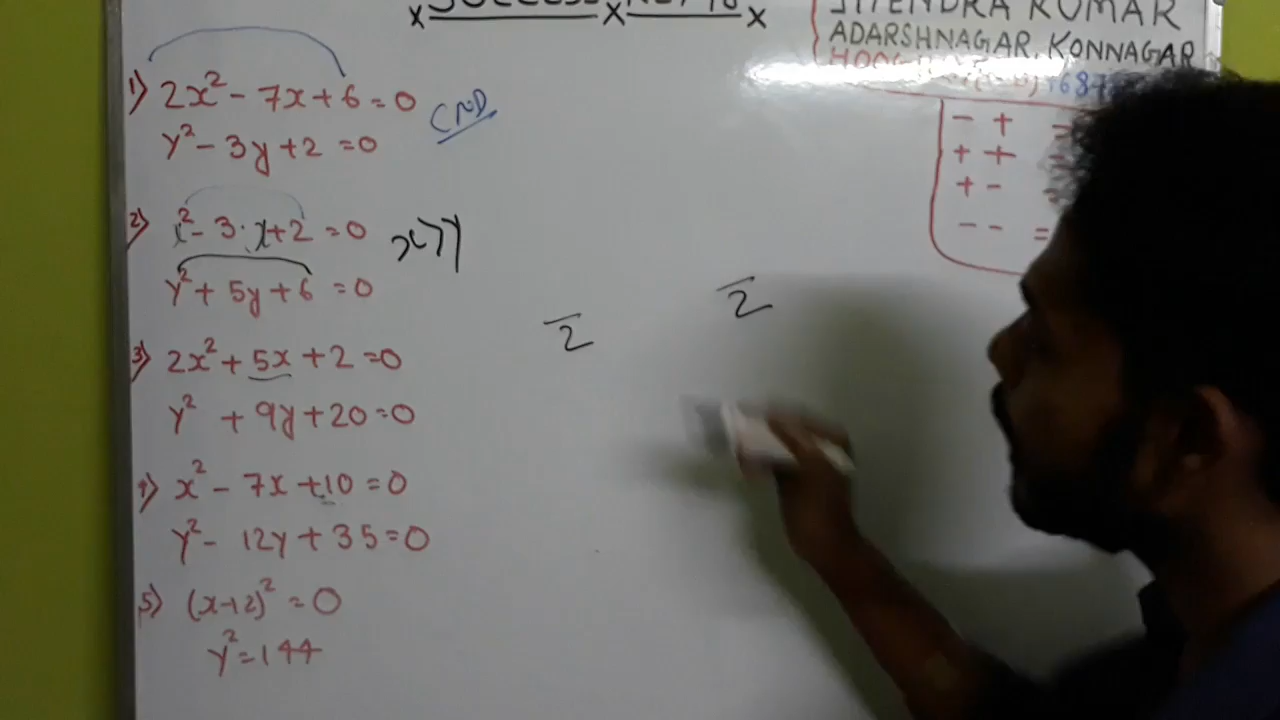 JITENDRA KUMAR
ADARSHNAGAR, KONNAGAR
1) 2x² - 7x + 6 = 0
y² - 3y + 2 = 0
CND
2) x² - 3·x + 2 = 0
y² + 5y + 6 = 0
x > y
3) 2x² + 5x + 2 = 0
y² + 9y + 20 = 0
4) x² - 7x + 10 = 0
y² - 12y + 35 = 0
5) (x-12)² = 0
y² = 144
2
2
- + =
+ +
+ -
- - =